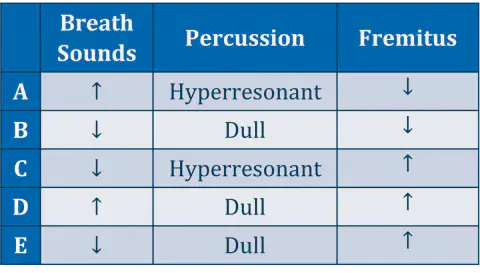 Breath Sounds Percussion Fremitus
A ↑ Hyperresonant ↓
B ↓ Dull ↓
C ↓ Hyperresonant ↑
D ↑ Dull ↑
E ↓ Dull ↑